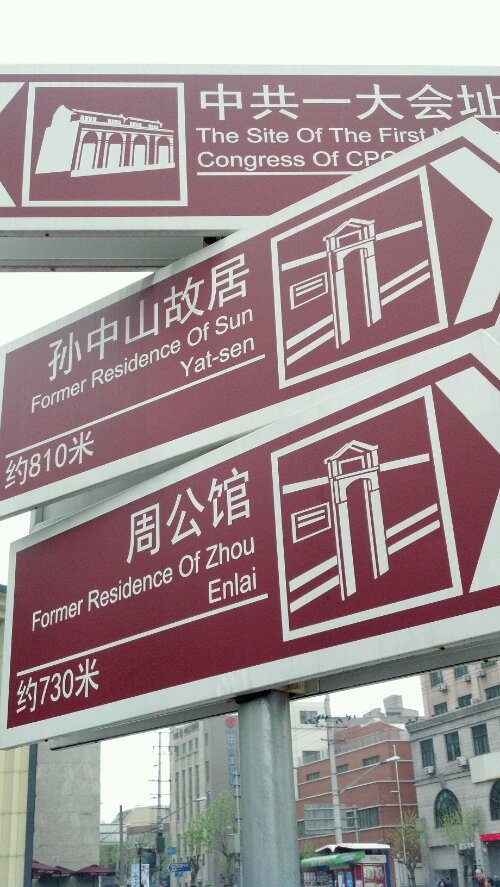 中共一大会址
The Site Of The First
Congress Of CPC
孙中山故居
Former Residence Of Sun
Yat-sen
约810米
周公馆
Former Residence Of Zhou
Enlai
约730米